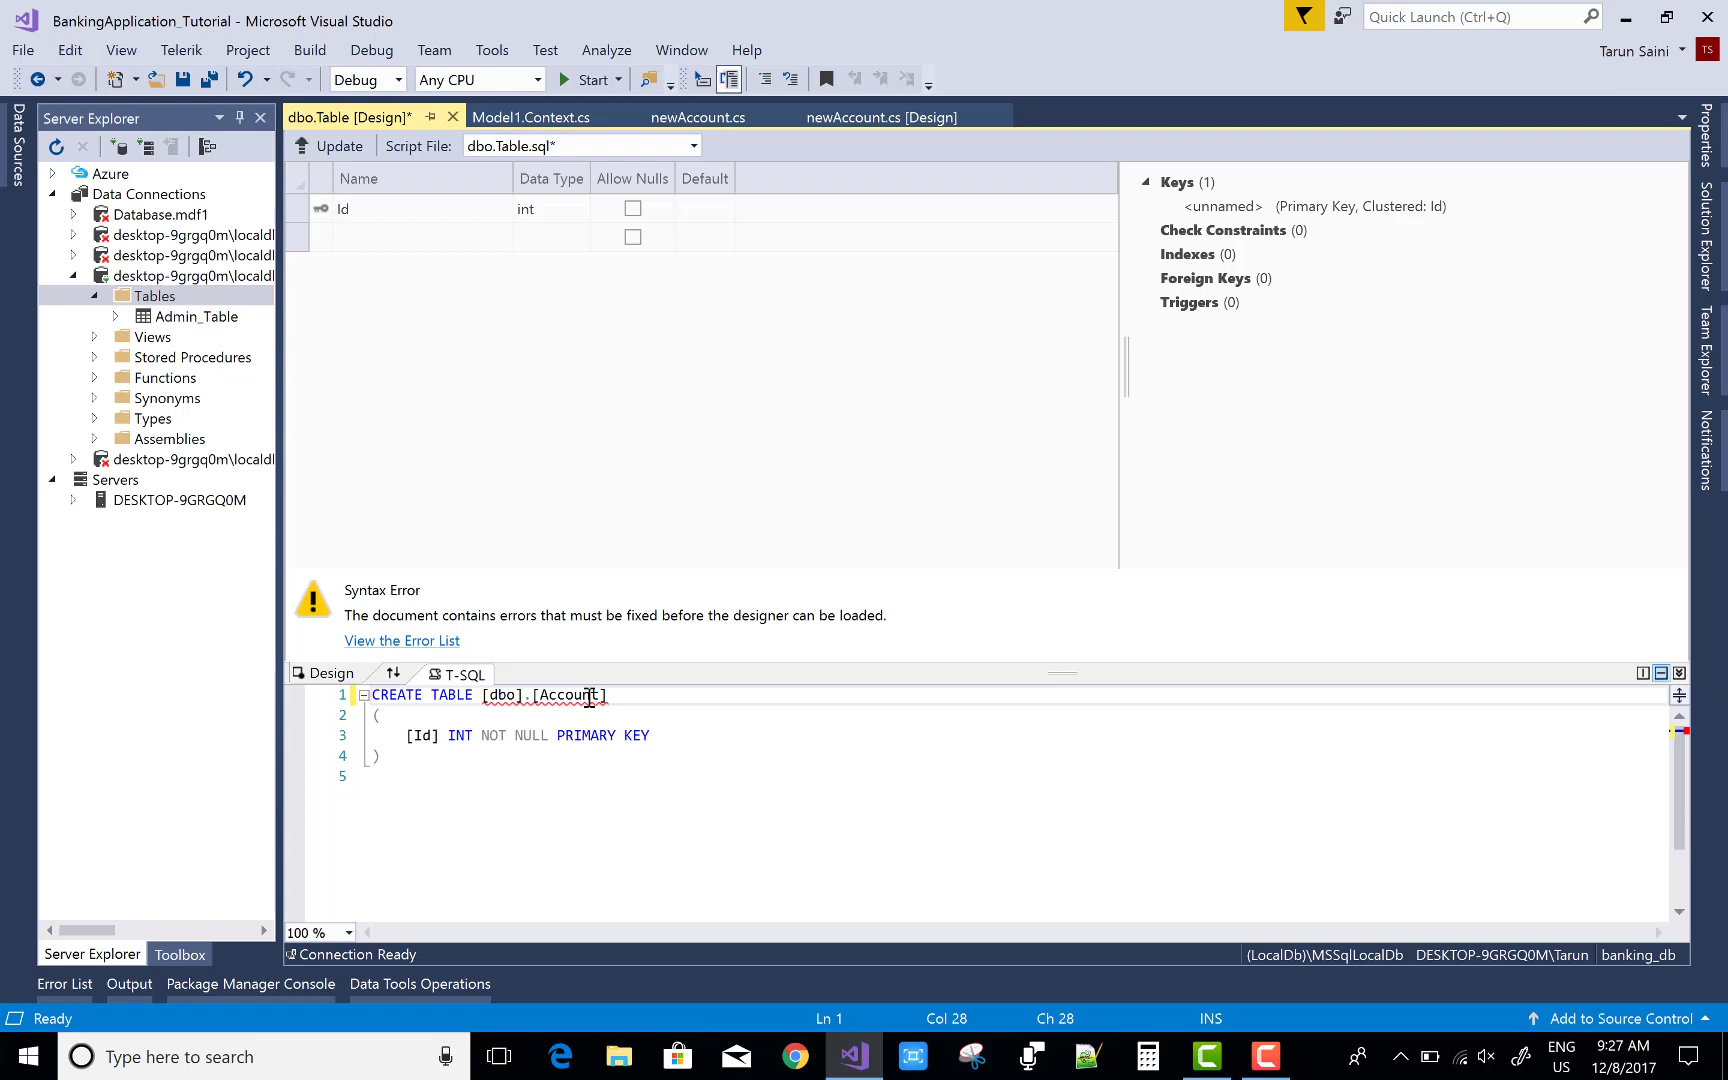 BankingApplication_Tutorial - Microsoft Visual Studio
Quick Launch (Ctrl+Q)
File Edit View Telerik Project Build Debug Team Tools Test Analyze Window Help
Tarun Saini
TS
Debug Any CPU Start
Data Sources
Server Explorer
Azure
Data Connections
Database.mdf1
desktop-9grgq0m\locald
desktop-9grgq0m\locald
desktop-9grgq0m\locald
Tables
Admin_Table
Views
Stored Procedures
Functions
Synonyms
Types
Assemblies
desktop-9grgq0m\locald
Servers
DESKTOP-9GRGQ0M
Server Explorer Toolbox
dbo.Table [Design]* Model1.Context.cs newAccount.cs newAccount.cs [Design]
Update Script File: dbo.Table.sql*
Name Data Type Allow Nulls Default
Id int
Keys (1)
<unnamed> (Primary Key, Clustered: Id)
Check Constraints (0)
Indexes (0)
Foreign Keys (0)
Triggers (0)
Syntax Error
The document contains errors that must be fixed before the designer can be loaded.
View the Error List
Design T-SQL
1 CREATE TABLE [dbo].[Account]
2 (
3 [Id] INT NOT NULL PRIMARY KEY
4 )
5
100 %
Connection Ready
(LocalDb)\MSSqlLocalDb DESKTOP-9GRGQ0M\Tarun banking_db
Properties
Solution Explorer
Team Explorer
Notifications
Error List Output Package Manager Console Data Tools Operations
Ready Ln 1 Col 28 Ch 28 INS Add to Source Control
Type here to search
ENG
US
9:27 AM
12/8/2017